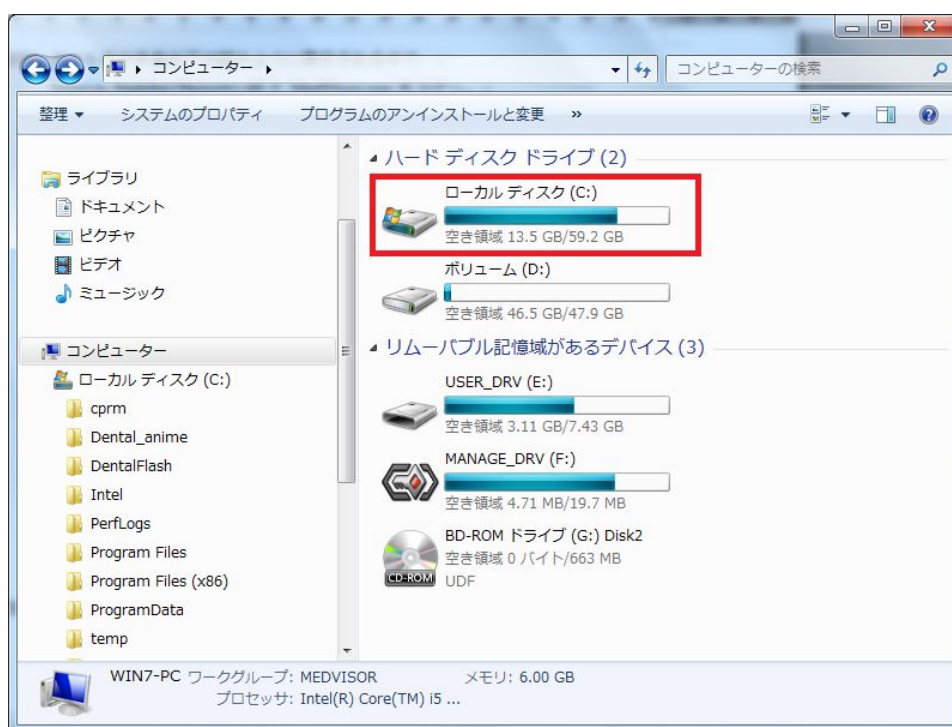 コンピューター
コンピューターの検索
整理 システムのプロパティ プログラムのアンインストールと変更 »
ライブラリ
ドキュメント
ピクチャ
ビデオ
ミュージック
コンピューター
ローカル ディスク (C:)
cprm
Dental_anime
DentalFlash
Intel
PerfLogs
Program Files
Program Files (x86)
ProgramData
temp
ハード ディスク ドライブ (2)
ローカル ディスク (C:)
空き領域 13.5 GB/59.2 GB
ボリューム (D:)
空き領域 46.5 GB/47.9 GB
リムーバブル記憶域があるデバイス (3)
USER_DRV (E:)
空き領域 3.11 GB/7.43 GB
MANAGE_DRV (F:)
空き領域 4.71 MB/19.7 MB
BD-ROM ドライブ (G:) Disk2
空き領域 0 バイト/663 MB
UDF
CD-ROM
WIN7-PC ワークグループ: MEDVISOR メモリ: 6.00 GB
プロセッサ: Intel(R) Core(TM) i5 ...